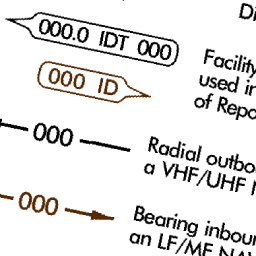 Di
000.0 IDT 000
Facility
used in
of Repo
000 ID
000
Radial outbo
a VHF/UHF
000
Bearing inbou
an LF/MF NAV